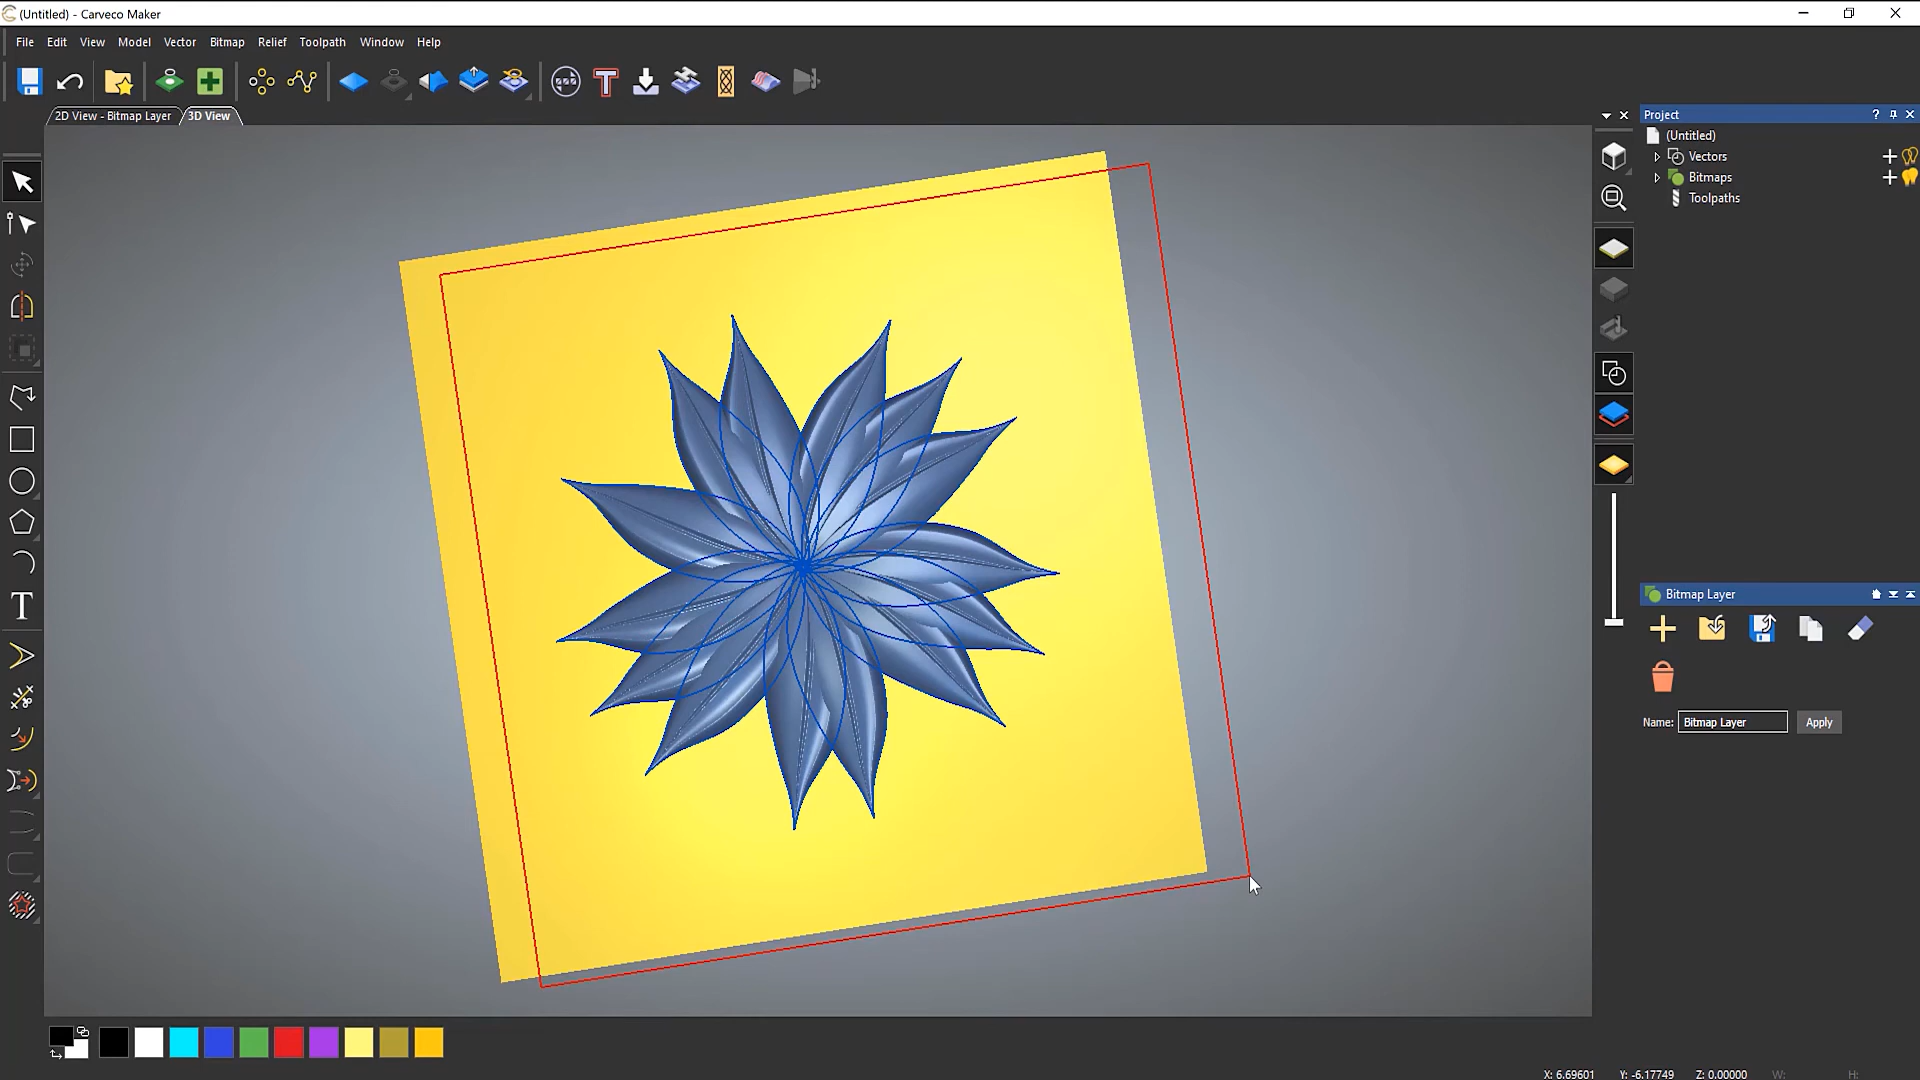 (Untitled) - Carveco Maker
File Edit View Model Vector Bitmap Relief Toolpath Window Help
2D View - Bitmap Layer 3D View
Project
(Untitled)
Vectors
Bitmaps
Toolpaths
Bitmap Layer
Name: Bitmap Layer Apply
X: 6.69601 Y: -6.17749 Z: 0.00000 W: H: